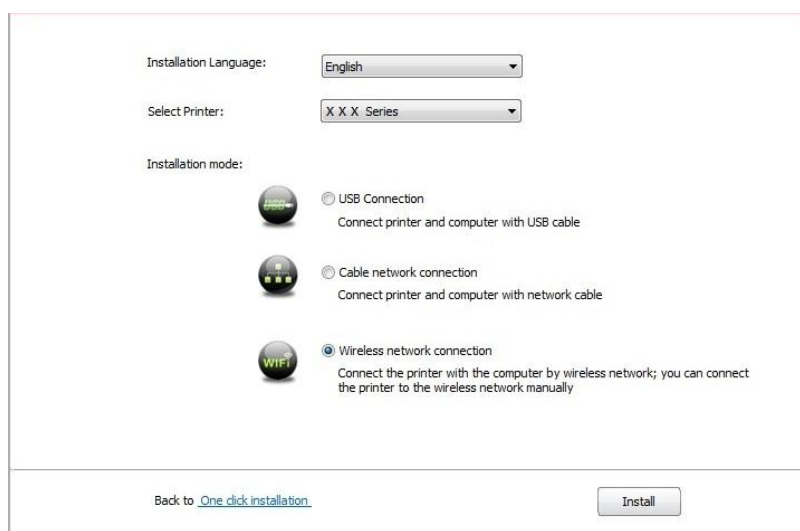 Installation Language:
English
Select Printer:
X X X Series
Installation mode:
USB
USB Connection
Connect printer and computer with USB cable
Cable network connection
Connect printer and computer with network cable
WiFi
Wireless network connection
Connect the printer with the computer by wireless network; you can connect
the printer to the wireless network manually
Back to One click installation
Install